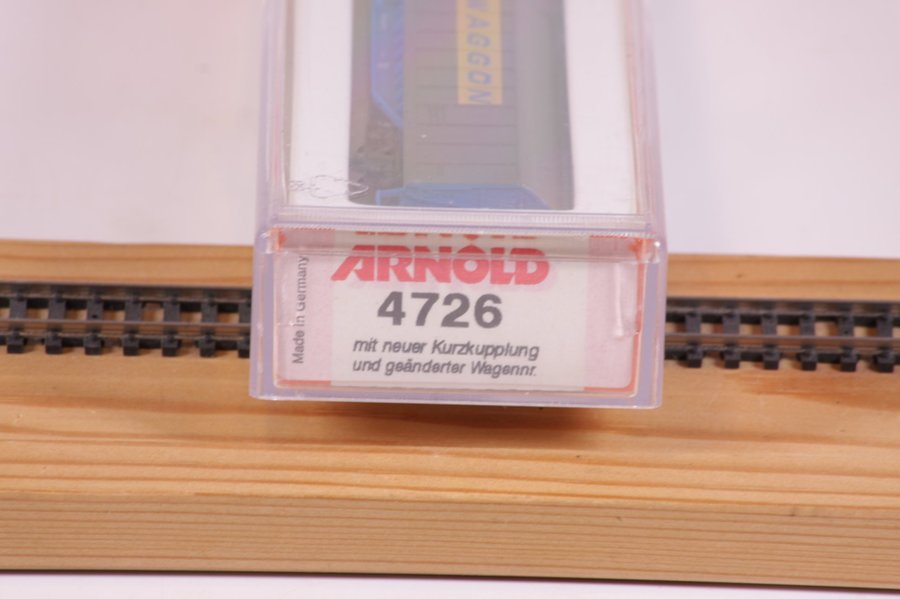 WAGGON
ARNOLD
4726
mit neuer Kurzkupplung
und geänderter Wagennr.
Made in Germany